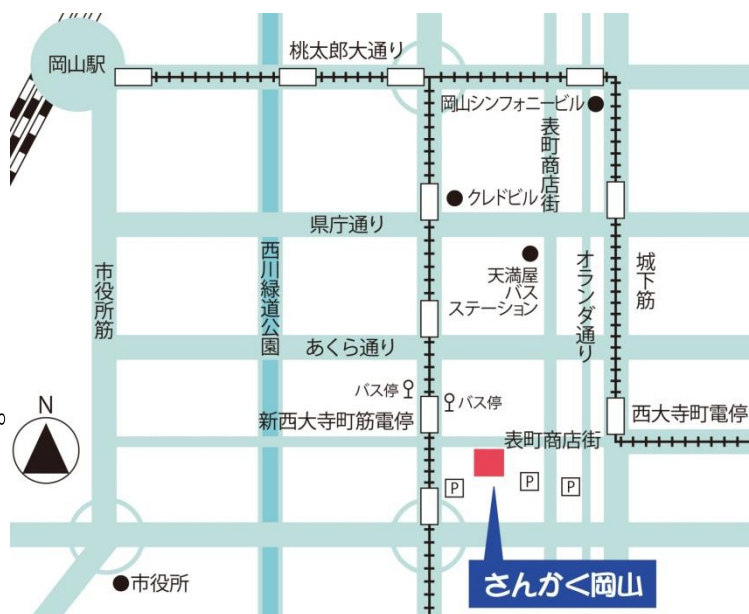 岡山駅
桃太郎大通り
岡山シンフォニービル
表町商店街
クレドビル
県庁通り
市役所筋
西川緑道公園
天満屋
バス
ステーション
オランダ通り
城下筋
あくら通り
バス停
バス停
新西大寺町筋電停
西大寺町電停
表町商店街
N
P
P
P
さんかく岡山
市役所